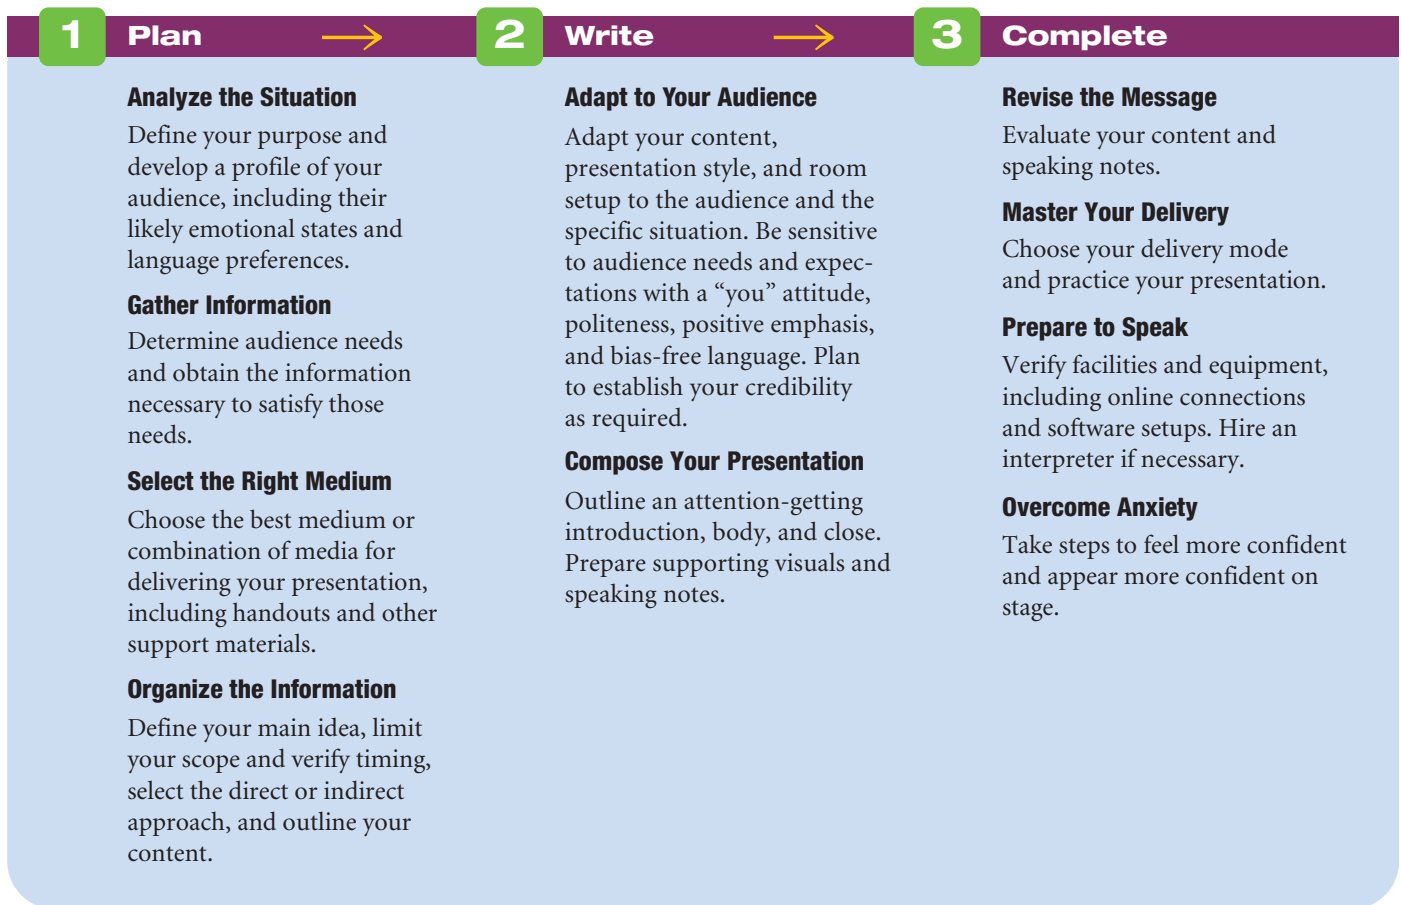 1 Plan → 2 Write → 3 Complete
Analyze the Situation
Define your purpose and
develop a profile of your
audience, including their
likely emotional states and
language preferences.
Gather Information
Determine audience needs
and obtain the information
necessary to satisfy those
needs.
Select the Right Medium
Choose the best medium or
combination of media for
delivering your presentation,
including handouts and other
support materials.
Organize the Information
Define your main idea, limit
your scope and verify timing,
select the direct or indirect
approach, and outline your
content.
Adapt to Your Audience
Adapt your content,
presentation style, and room
setup to the audience and the
specific situation. Be sensitive
to audience needs and expec-
tations with a “you” attitude,
politeness, positive emphasis,
and bias-free language. Plan
to establish your credibility
as required.
Compose Your Presentation
Outline an attention-getting
introduction, body, and close.
Prepare supporting visuals and
speaking notes.
Revise the Message
Evaluate your content and
speaking notes.
Master Your Delivery
Choose your delivery mode
and practice your presentation.
Prepare to Speak
Verify facilities and equipment,
including online connections
and software setups. Hire an
interpreter if necessary.
Overcome Anxiety
Take steps to feel more confident
and appear more confident on
stage.